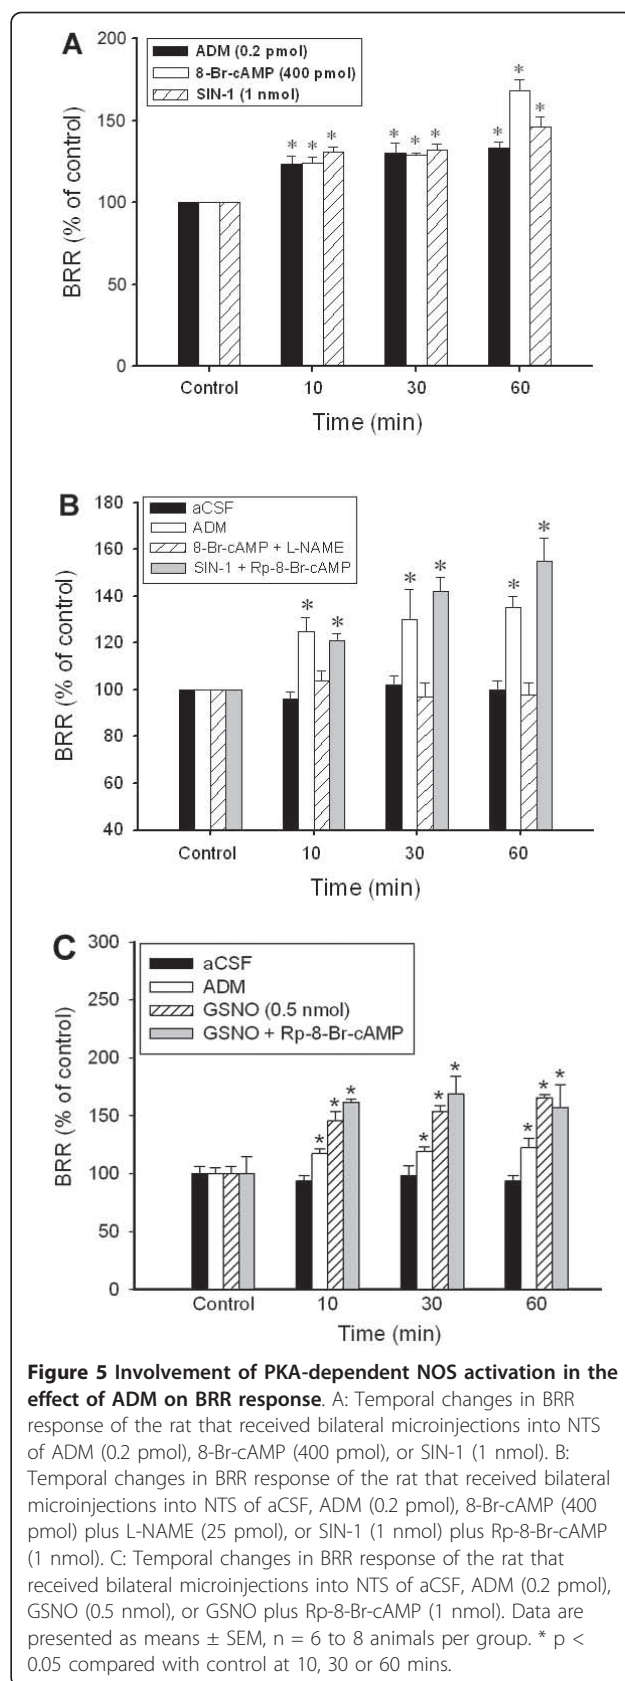 A
200
150
100
50
0
BRR (% of control)
ADM (0.2 pmol)
8-Br-cAMP (400 pmol)
SIN-1 (1 nmol)
* * *
* * *
* * *
Control 10 30 60
Time (min)
B
180
160
140
120
100
80
60
40
BRR (% of control)
aCSF
ADM
8-Br-cAMP + L-NAME
SIN-1 + Rp-8-Br-cAMP
* *
* *
* *
Control 10 30 60
Time (min)
C
300
250
200
150
100
50
0
BRR (% of control)
aCSF
ADM
GSNO (0.5 nmol)
GSNO + Rp-8-Br-cAMP
* * *
* * *
* * *
Control 10 30 60
Time (min)
Figure 5 Involvement of PKA-dependent NOS activation in the
effect of ADM on BRR response. A: Temporal changes in BRR
response of the rat that received bilateral microinjections into NTS
of ADM (0.2 pmol), 8-Br-cAMP (400 pmol), or SIN-1 (1 nmol). B:
Temporal changes in BRR response of the rat that received bilateral
microinjections into NTS of aCSF, ADM (0.2 pmol), 8-Br-cAMP (400
pmol) plus L-NAME (25 pmol), or SIN-1 (1 nmol) plus Rp-8-Br-cAMP
(1 nmol). C: Temporal changes in BRR response of the rat that
received bilateral microinjections into NTS of aCSF, ADM (0.2 pmol),
GSNO (0.5 nmol), or GSNO plus Rp-8-Br-cAMP (1 nmol). Data are
presented as means ± SEM, n = 6 to 8 animals per group. * p <
0.05 compared with control at 10, 30 or 60 mins.